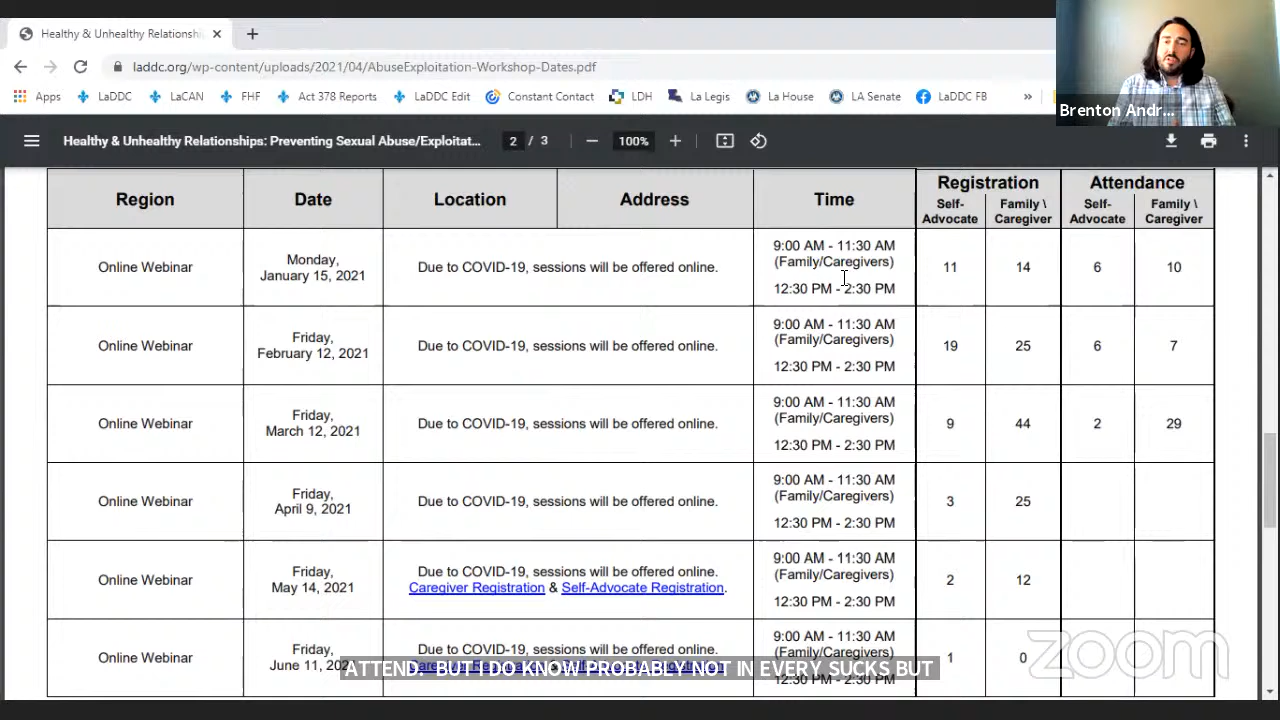 Healthy & Unhealthy Relationshi
laddc.org/wp-content/uploads/2021/04/AbuseExploitation-Workshop-Dates.pdf
Apps LaDDC LaCAN FHF Act 378 Reports LaDDC Edit Constant Contact LDH La Legis La House LA Senate LaDDC FB »
Brenton Andr...
Healthy & Unhealthy Relationships: Preventing Sexual Abuse/Exploitat... 2 / 3 100%
Region Date Location Address Time Registration Attendance
Self-Advocate Family \ Caregiver Self-Advocate Family \ Caregiver
Online Webinar Monday, January 15, 2021 Due to COVID-19, sessions will be offered online. 9:00 AM - 11:30 AM (Family/Caregivers) 12:30 PM - 2:30 PM 11 14 6 10
Online Webinar Friday, February 12, 2021 Due to COVID-19, sessions will be offered online. 9:00 AM - 11:30 AM (Family/Caregivers) 12:30 PM - 2:30 PM 19 25 6 7
Online Webinar Friday, March 12, 2021 Due to COVID-19, sessions will be offered online. 9:00 AM - 11:30 AM (Family/Caregivers) 12:30 PM - 2:30 PM 9 44 2 29
Online Webinar Friday, April 9, 2021 Due to COVID-19, sessions will be offered online. 9:00 AM - 11:30 AM (Family/Caregivers) 12:30 PM - 2:30 PM 3 25
Online Webinar Friday, May 14, 2021 Due to COVID-19, sessions will be offered online. Caregiver Registration & Self-Advocate Registration. 9:00 AM - 11:30 AM (Family/Caregivers) 12:30 PM - 2:30 PM 2 12
Online Webinar Friday, June 11, 2021 Due to COVID-19, sessions will be offered online. 9:00 AM - 11:30 AM (Family/Caregivers) 12:30 PM - 2:30 PM 1 0
ATTEND. BUT I DO KNOW PROBABLY NOT IN EVERY SUCKS BUT
zoom